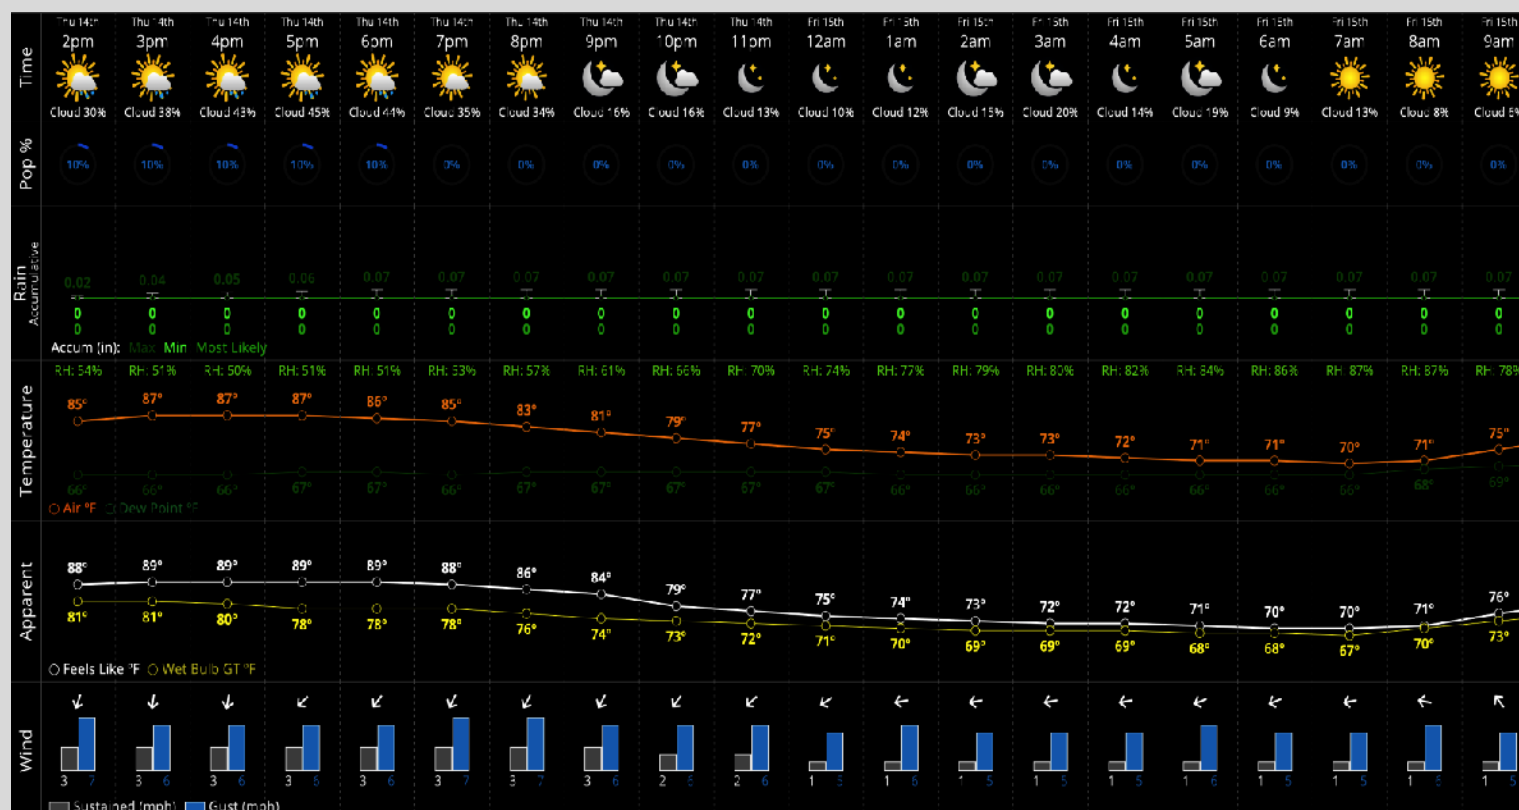 Thu 14th Thu 14th Thu 14th Thu 14th Thu 14th Thu 14th Thu 14th Thu 14th Thu 14th Thu 14th Fri 15th Fri 15th Fri 15th Fri 15th Fri 15th Fri 15th Fri 15th Fri 15th Fri 15th Fri 15th
2pm 3pm 4pm 5pm 6pm 7pm 8pm 9pm 10pm 11pm 12am 1am 2am 3am 4am 5am 6am 7am 8am 9am
Time
Cloud 30% Cloud 38% Cloud 43% Cloud 45% Cloud 44% Cloud 35% Cloud 34% Cloud 16% Cloud 16% Cloud 13% Cloud 10% Cloud 12% Cloud 15% Cloud 20% Cloud 14% Cloud 19% Cloud 9% Cloud 13% Cloud 8% Cloud
Pop %
10% 10% 10% 10% 10% 0% 0% 0% 0% 0% 0% 0% 0% 0% 0% 0% 0% 0% 0% 0%
Rain
Accumulative
0.02 0.04 0.05 0.06 0.07 0.07 0.07 0.07 0.07 0.07 0.07 0.07 0.07 0.07 0.07 0.07 0.07 0.07 0.07 0.07
0 0 0 0 0 0 0 0 0 0 0 0 0 0 0 0 0 0 0 0
0 0 0 0 0 0 0 0 0 0 0 0 0 0 0 0 0 0 0 0
Accum (in): Max Min Most Likely
RH: 54% RH: 51% RH: 50% RH: 51% RH: 51% RH: 53% RH: 57% RH: 61% RH: 66% RH: 70% RH: 74% RH: 77% RH: 79% RH: 80% RH: 82% RH: 84% RH: 86% RH: 87% RH: 87% RH: 78%
Temperature
85° 87° 87° 87° 86° 85° 83° 81° 79° 77° 75° 74° 73° 73° 72° 71° 71° 70° 71° 75°
66° 66° 66° 67° 67° 66° 67° 67° 67° 67° 67° 66° 66° 66° 66° 66° 66° 66° 68° 69°
Air °F Dew Point °F
Apparent
88° 89° 89° 89° 89° 88° 86° 84° 79° 77° 75° 74° 73° 72° 72° 71° 70° 70° 71° 76°
81° 81° 80° 78° 78° 78° 76° 74° 73° 72° 71° 70° 69° 69° 69° 68° 68° 67° 70° 73°
Feels Like °F Wet Bulb GT °F
Wind
3 7 3 6 3 6 3 6 3 6 3 7 3 7 3 6 2 6 2 6 1 5 1 6 1 5 1 5 1 5 1 6 1 5 1 5 1 6 1 5
Sustained (mph) Gust (mph)